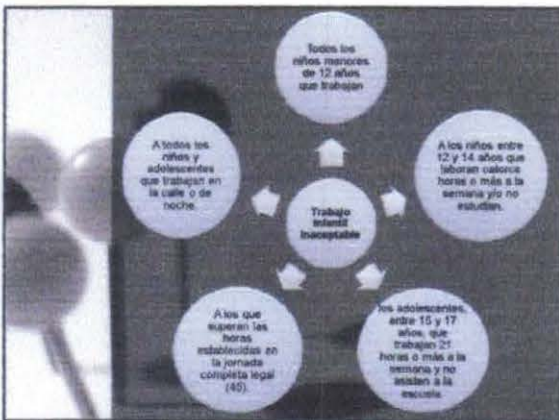 Todos los
niños menores
de 12 años
que trabajan
A los niños entre
12 y 14 años que
laboran catorce
horas o más a la
semana y/o no
estudian.
los adolescentes,
entre 15 y 17
años, que
trabajan 21
horas o más a la
semana y no
asisten a la
escuela.
A los que
superan las
horas
establecidas en
la jornada
completa legal
(45).
A todos los
niños y
adolescentes
que trabajan en
la calle o de
noche.
Trabajo
Infantil
Inaceptable